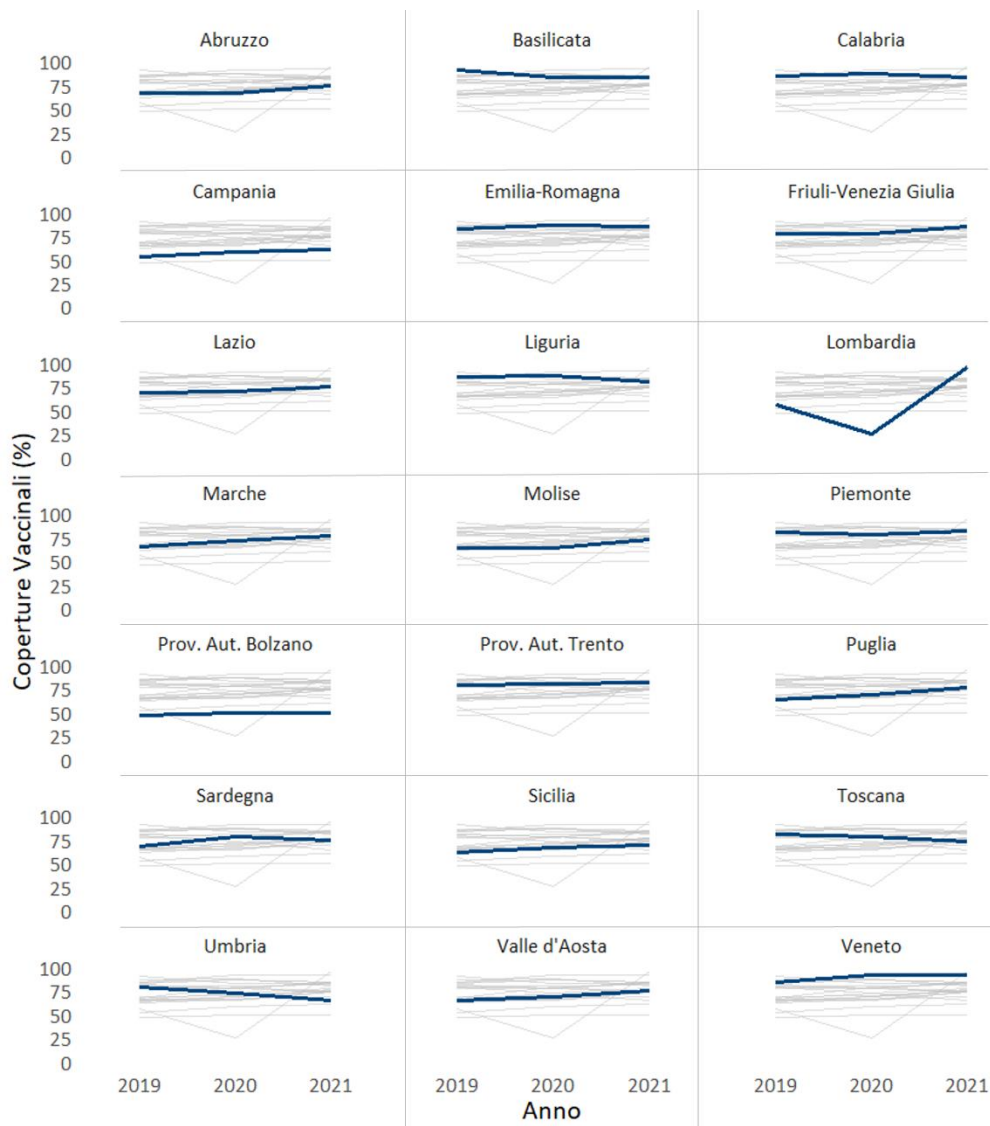 Abruzzo
Basilicata
Calabria
100
75
50
25
0
Campania
Emilia-Romagna
Friuli-Venezia Giulia
100
75
50
25
0
Lazio
Liguria
Lombardia
100
75
50
25
0
Marche
Molise
Piemonte
100
75
50
25
0
Coperture Vaccinali (%)
Prov. Aut. Bolzano
Prov. Aut. Trento
Puglia
100
75
50
25
0
Sardegna
Sicilia
Toscana
100
75
50
25
0
Umbria
Valle d'Aosta
Veneto
100
75
50
25
0
2019 2020 2021
2019 2020 2021
2019 2020 2021
Anno